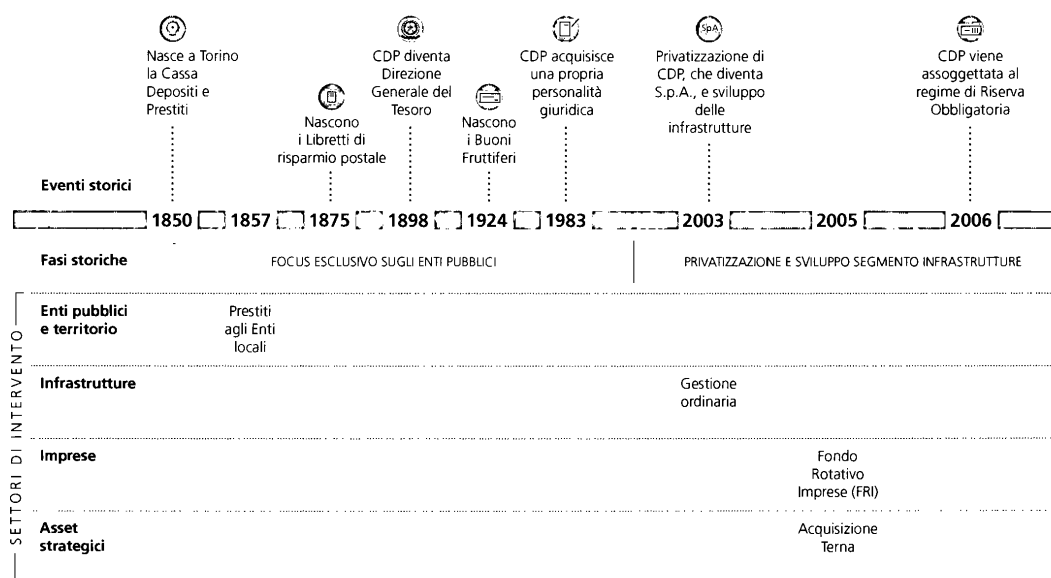 SpA
Nasce a Torino
la Cassa
Depositi e
Prestiti
Nascono
i Libretti di
risparmio postale
CDP diventa
Direzione
Generale del
Tesoro
Nascono
i Buoni
Fruttiferi
CDP acquisisce
una propria
personalità
giuridica
Privatizzazione di
CDP, che diventa
S.p.A., e sviluppo
delle
infrastrutture
CDP viene
assoggettata al
regime di Riserva
Obbligatoria
Eventi storici
1850 1857 1875 1898 1924 1983 2003 2005 2006
Fasi storiche
FOCUS ESCLUSIVO SUGLI ENTI PUBBLICI
PRIVATIZZAZIONE E SVILUPPO SEGMENTO INFRASTRUTTURE
SETTORI DI INTERVENTO
Enti pubblici
e territorio
Prestiti
agli Enti
locali
Infrastrutture
Gestione
ordinaria
Imprese
Fondo
Rotativo
Imprese (FRI)
Asset
strategici
Acquisizione
Terna